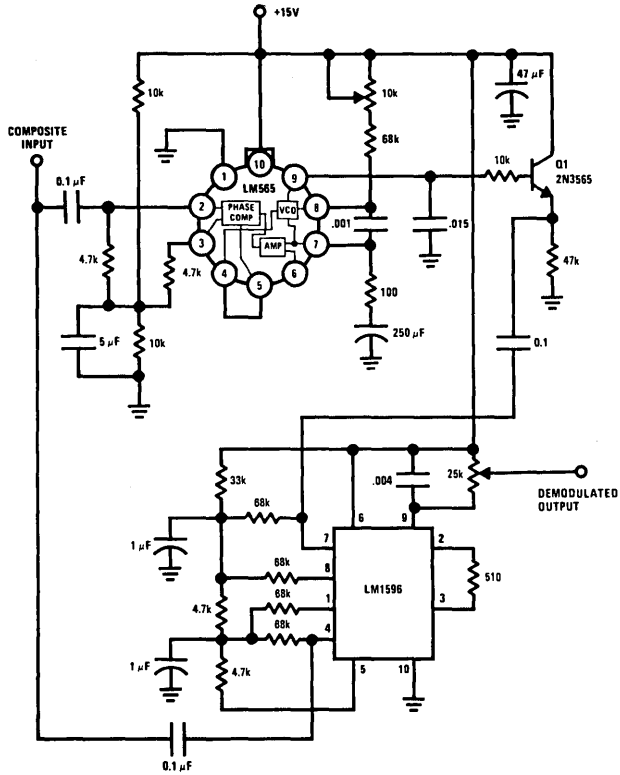 +15V
47 µF
10k
10k
COMPOSITE
INPUT
68k
10k
Q1
2N3565
0.1 µF
1
10
9
LM565
2
PHASE
COMP
VCO
8
.001
.015
3
AMP
7
4.7k
4.7k
4
5
6
100
47k
5 µF
10k
250 µF
0.1
33k
.004
25k
DEMODULATED
OUTPUT
68k
6
9
1 µF
7
2
68k
8
LM1596
510
68k
4.7k
1
3
68k
4
1 µF
4.7k
5
10
0.1 µF